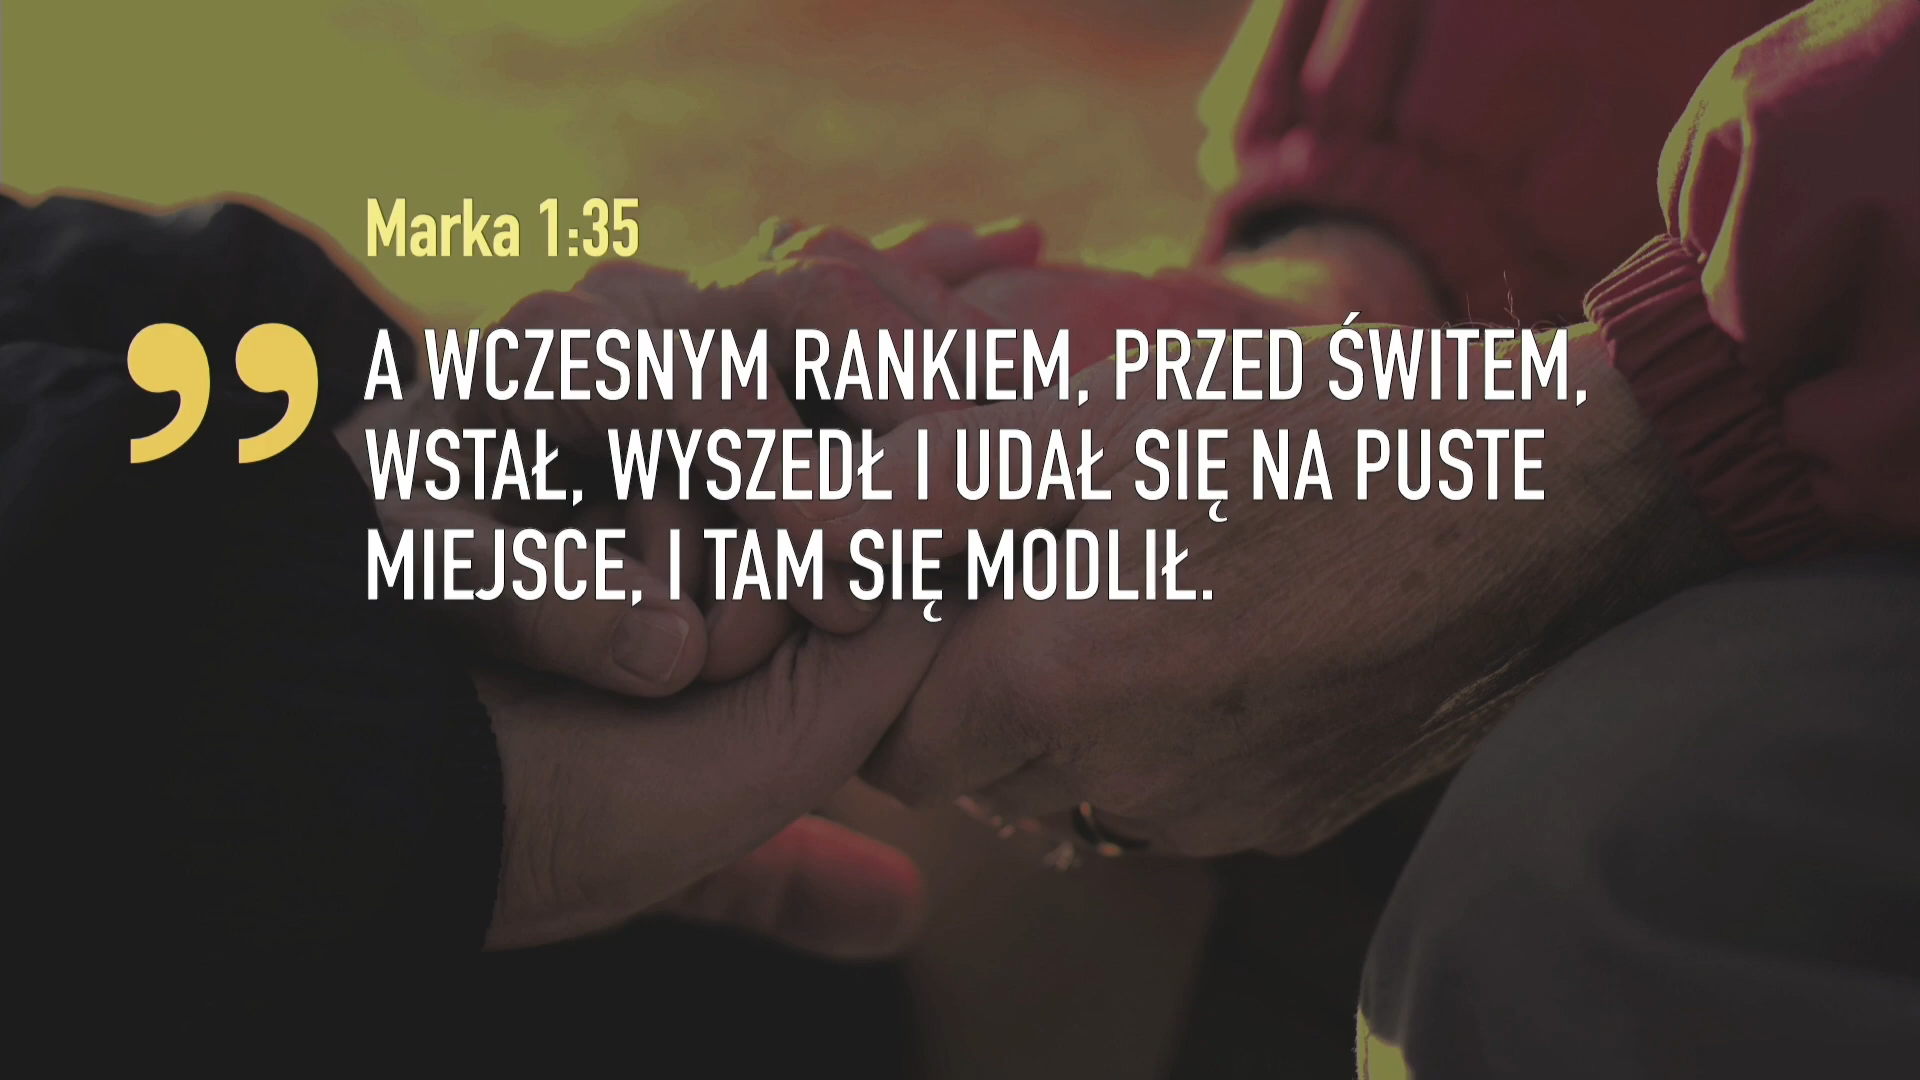 Marka 1:35
” A WCZESNYM RANKIEM, PRZED ŚWITEM,
WSTAŁ, WYSZEDŁ I UDAŁ SIĘ NA PUSTE
MIEJSCE, I TAM SIĘ MODLIŁ.